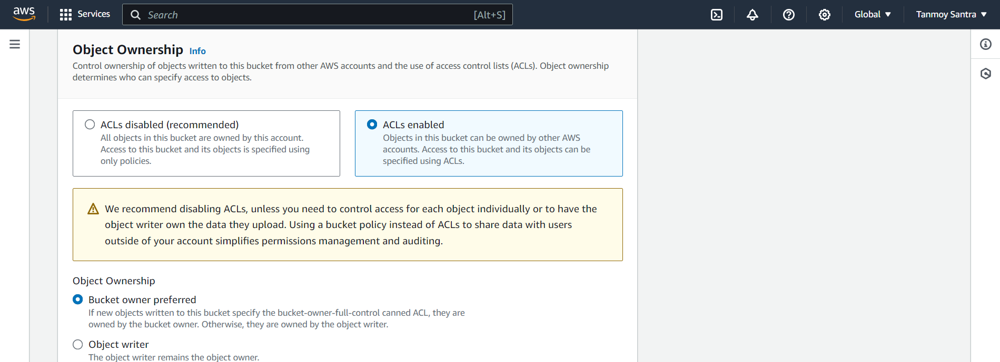 aws Services Search [Alt+S] Global Tanmoy Santra
Object Ownership Info
Control ownership of objects written to this bucket from other AWS accounts and the use of access control lists (ACLs). Object ownership
determines who can specify access to objects.
ACLs disabled (recommended)
All objects in this bucket are owned by this account.
Access to this bucket and its objects is specified using
only policies.
ACLs enabled
Objects in this bucket can be owned by other AWS
accounts. Access to this bucket and its objects can be
specified using ACLs.
We recommend disabling ACLs, unless you need to control access for each object individually or to have the
object writer own the data they upload. Using a bucket policy instead of ACLs to share data with users
outside of your account simplifies permissions management and auditing.
Object Ownership
Bucket owner preferred
If new objects written to this bucket specify the bucket-owner-full-control canned ACL, they are
owned by the bucket owner. Otherwise, they are owned by the object writer.
Object writer
The object writer remains the object owner.